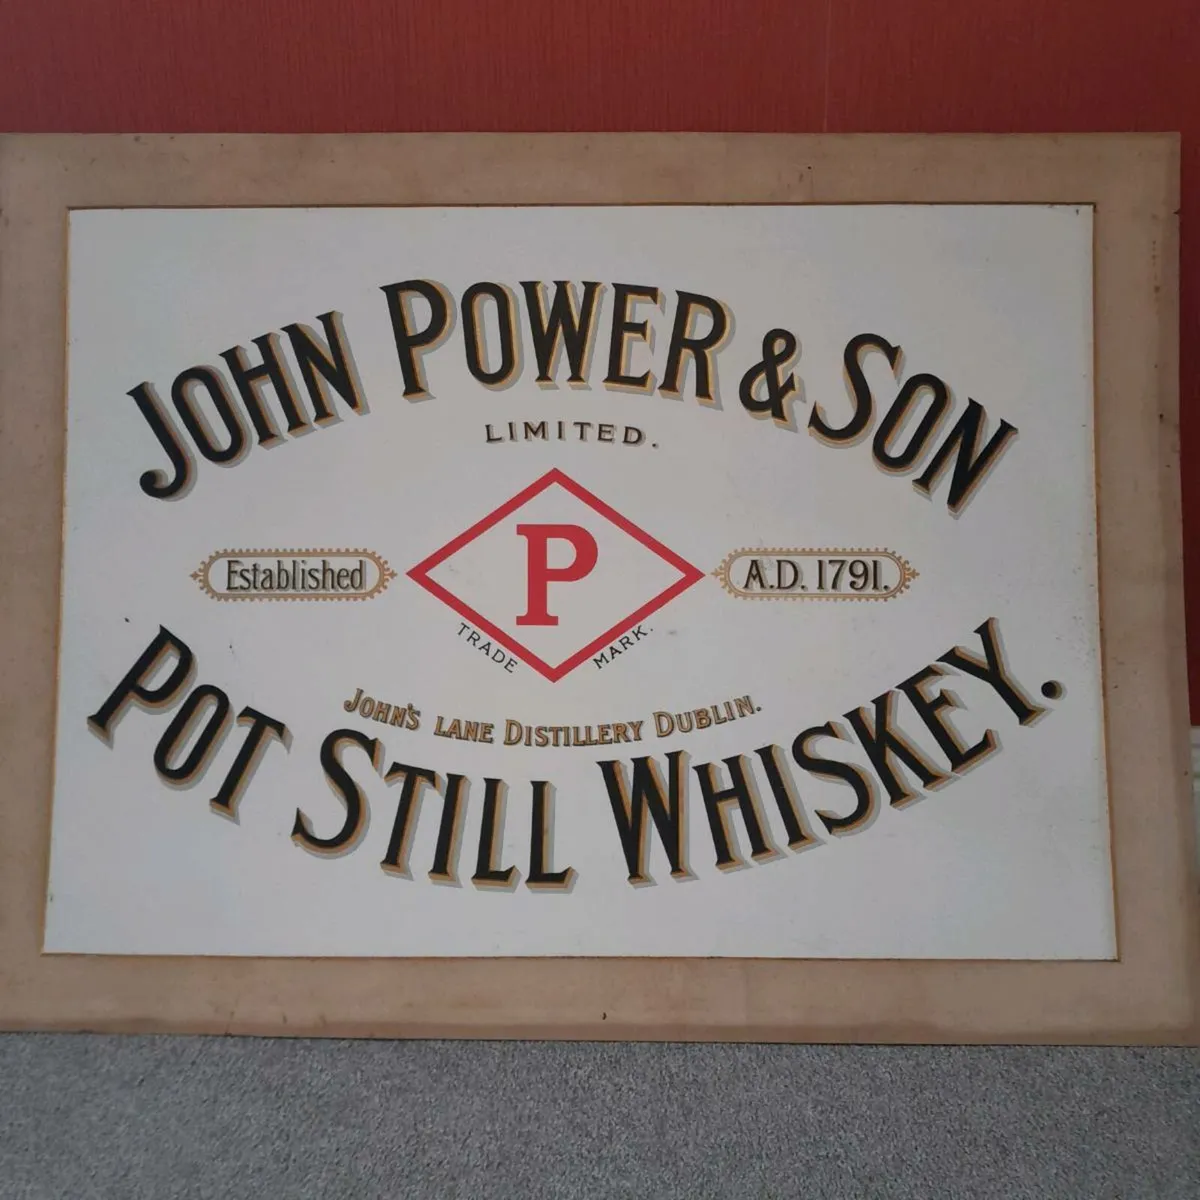 JOHN POWER & SON
LIMITED.
Established
P
A.D. 1791.
TRADE MARK.
JOHN'S LANE DISTILLERY DUBLIN.
POT STILL WHISKEY.